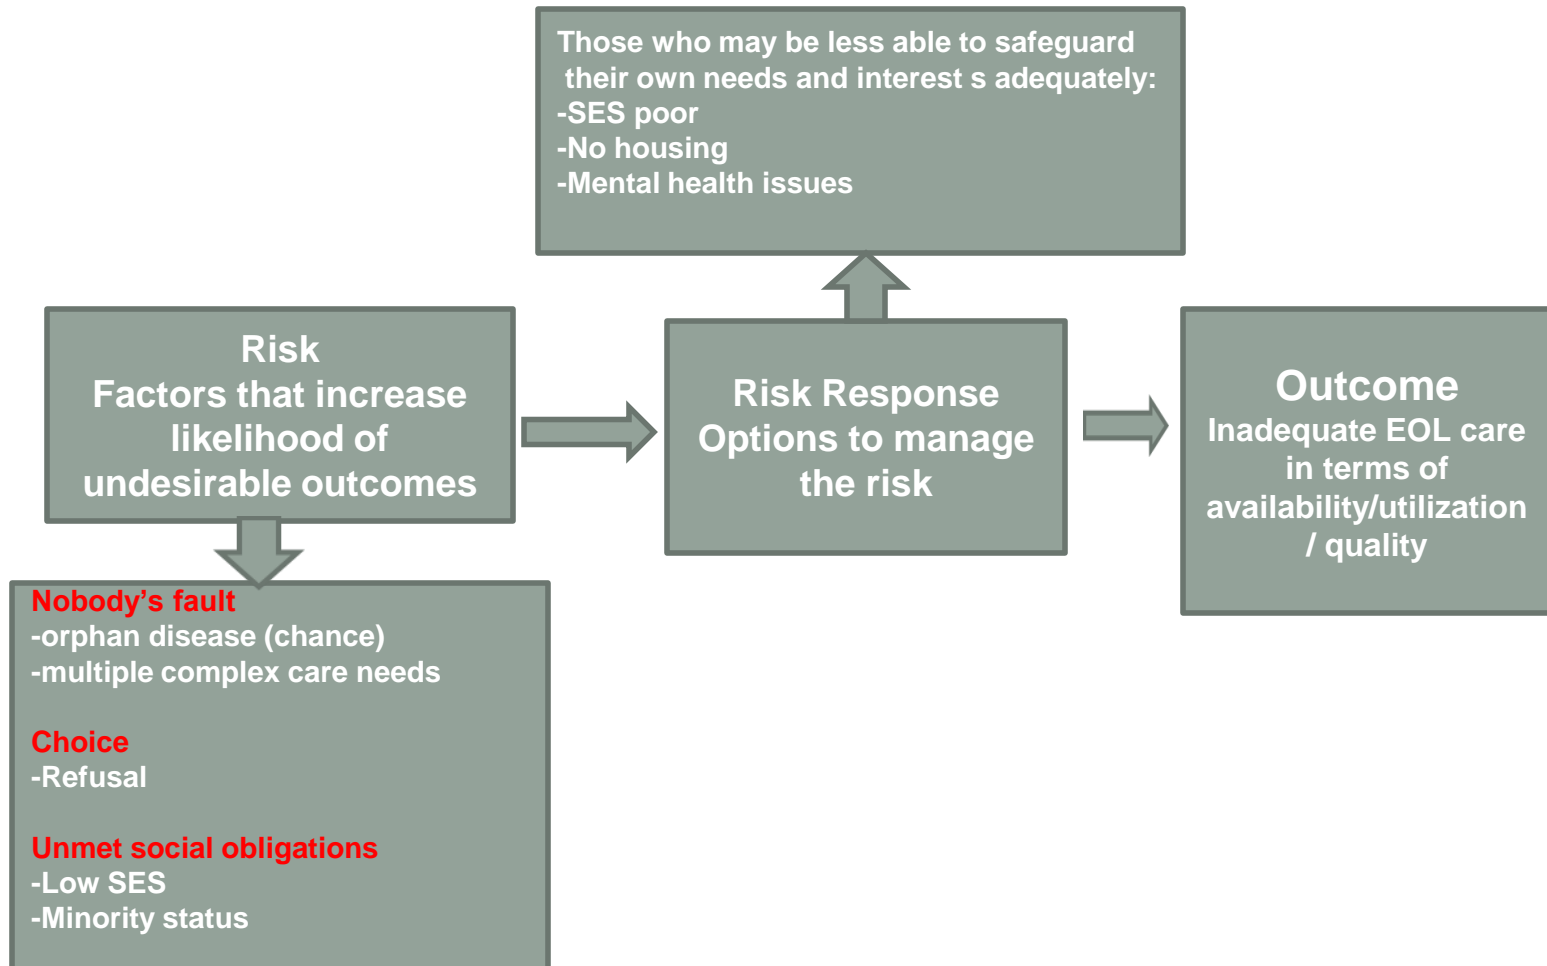 Those who may be less able to safeguard
their own needs and interest s adequately:
-SES poor
-No housing
-Mental health issues
Risk
Factors that increase
likelihood of
undesirable outcomes
Risk Response
Options to manage
the risk
Outcome
Inadequate EOL care
in terms of
availability/utilization
/ quality
Nobody’s fault
-orphan disease (chance)
-multiple complex care needs
Choice
-Refusal
Unmet social obligations
-Low SES
-Minority status